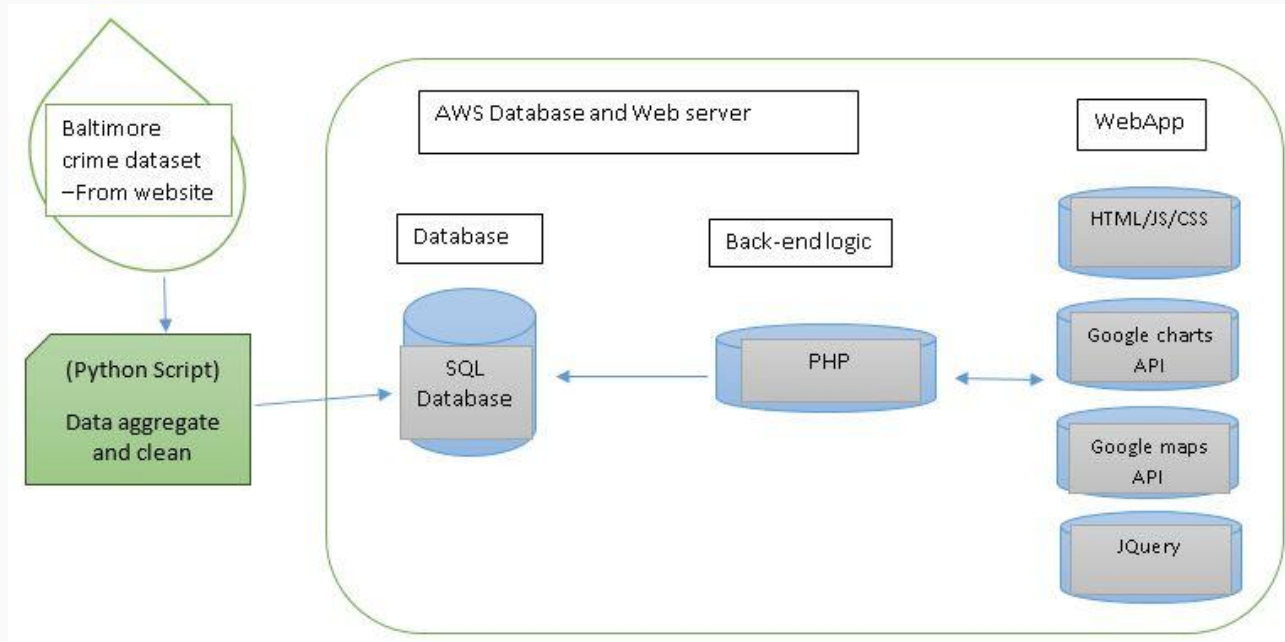 Baltimore
crime dataset
–From website
(Python Script)
Data aggregate
and clean
AWS Database and Web server
Database
SQL
Database
Back-end logic
PHP
WebApp
HTML/JS/CSS
Google charts
API
Google maps
API
JQuery